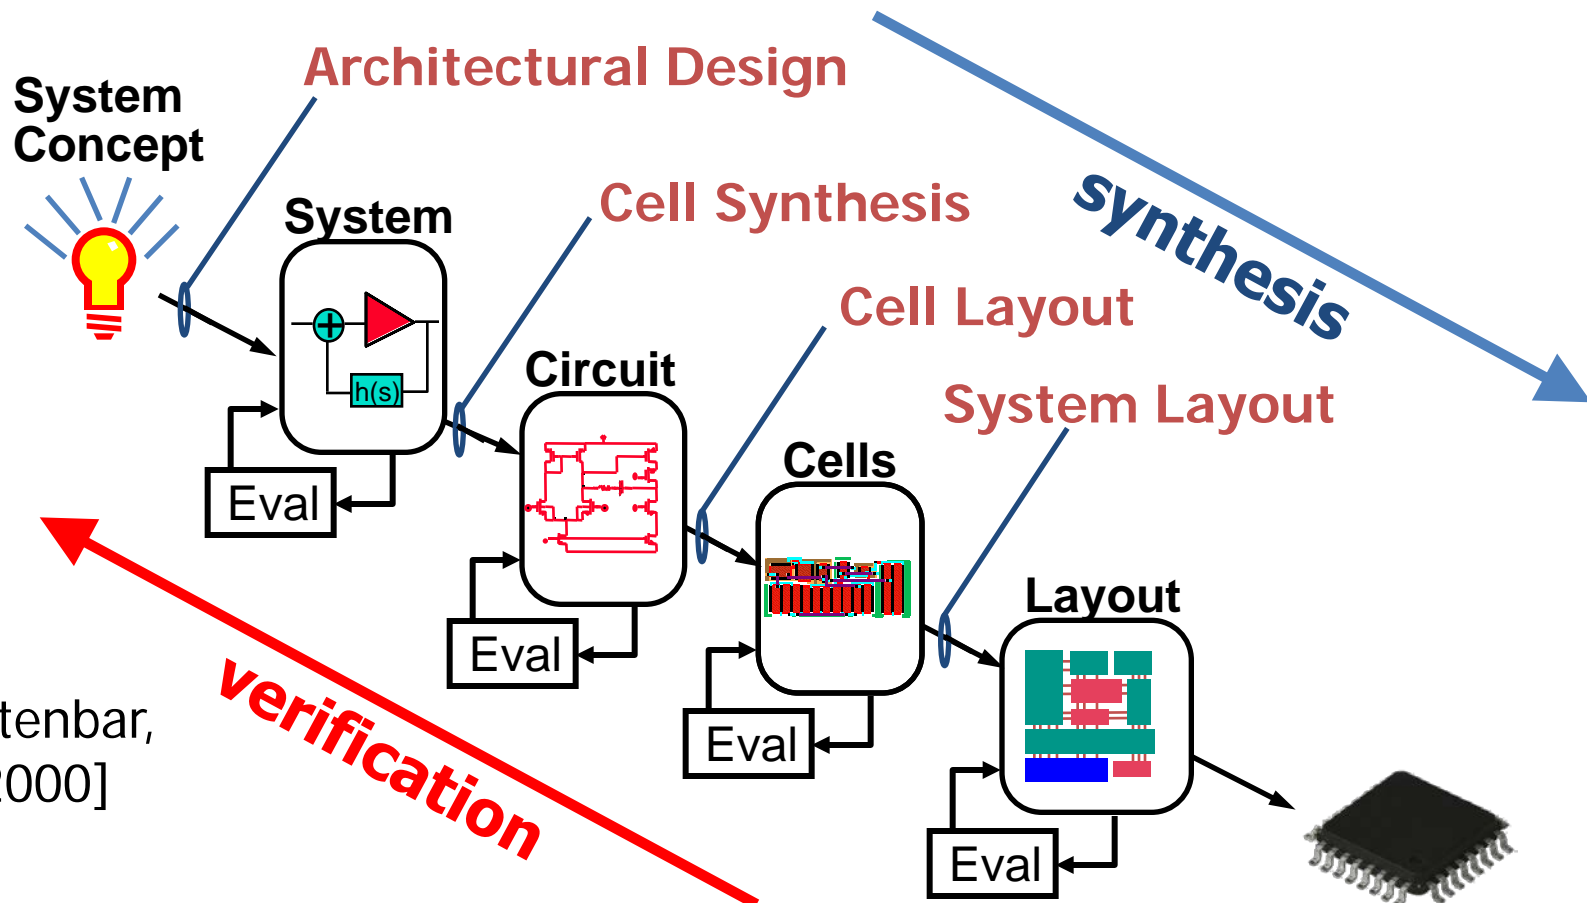 Architectural Design
System
Concept
System
Cell Synthesis
synthesis
h(s)
Eval
Cell Layout
Circuit
System Layout
Eval
Cells
Eval
Layout
Eval
verification
tenbar,
2000]